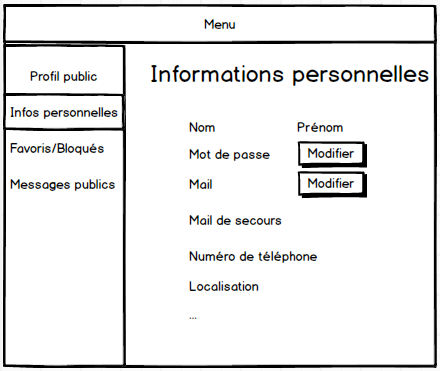 Menu
Profil public
Infos personnelles
Favoris/Bloqués
Messages publics
Informations personnelles
Nom Prénom
Mot de passe Modifier
Mail Modifier
Mail de secours
Numéro de téléphone
Localisation
...